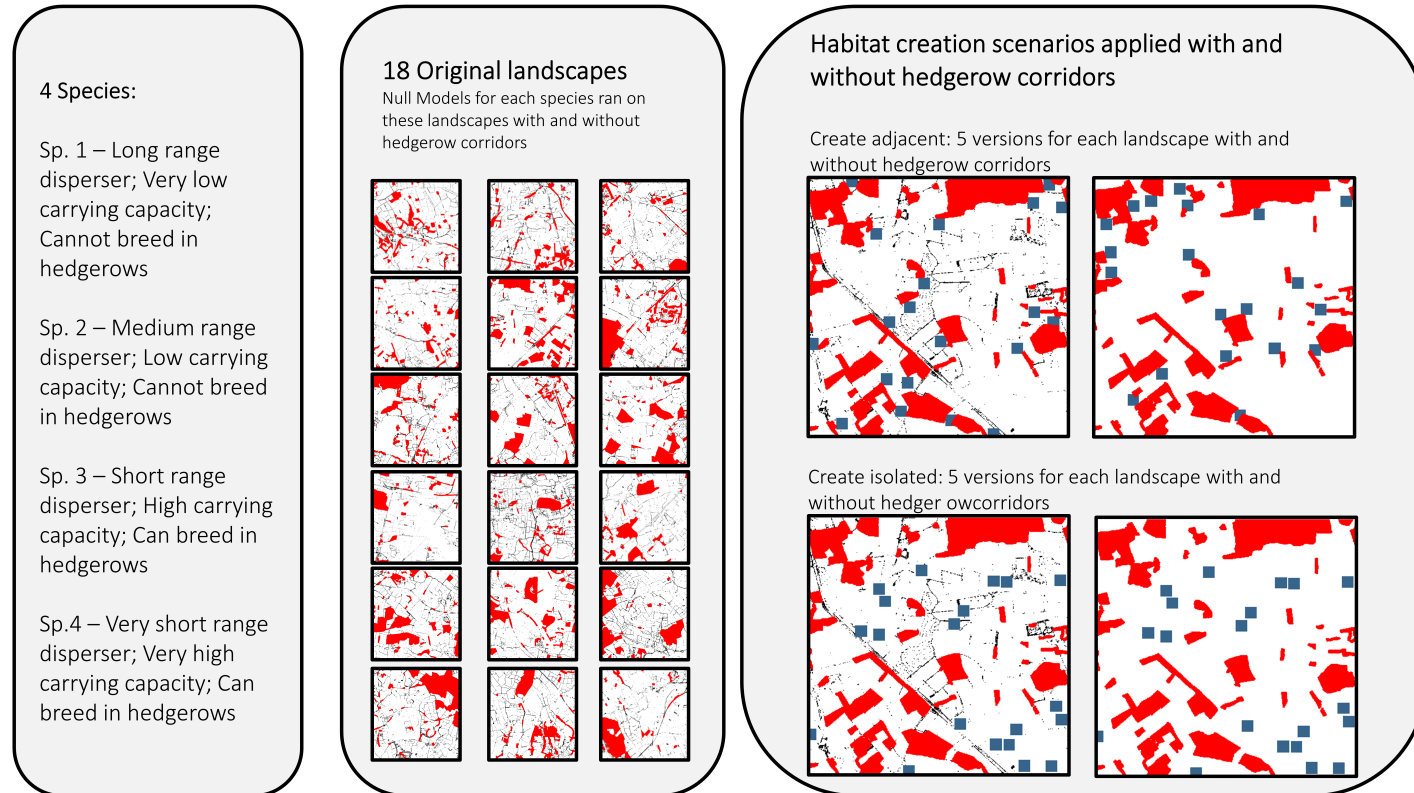 4 Species:
Sp. 1 – Long range
disperser; Very low
carrying capacity;
Cannot breed in
hedgerows
Sp. 2 – Medium range
disperser; Low carrying
capacity; Cannot breed
in hedgerows
Sp. 3 – Short range
disperser; High carrying
capacity; Can breed in
hedgerows
Sp.4 – Very short range
disperser; Very high
carrying capacity; Can
breed in hedgerows
18 Original landscapes
Null Models for each species ran on
these landscapes with and without
hedgerow corridors
Habitat creation scenarios applied with and
without hedgerow corridors
Create adjacent: 5 versions for each landscape with and
without hedgerow corridors
Create isolated: 5 versions for each landscape with and
without hedger owcorridors